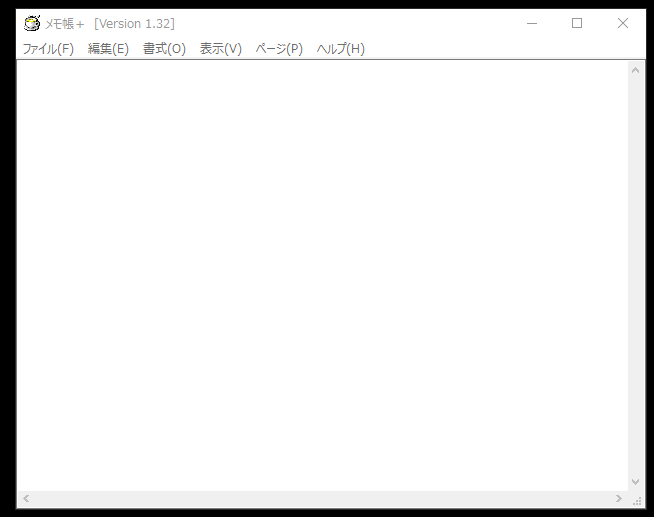 メモ帳＋ [Version 1.32]
ファイル(F) 編集(E) 書式(O) 表示(V) ページ(P) ヘルプ(H)